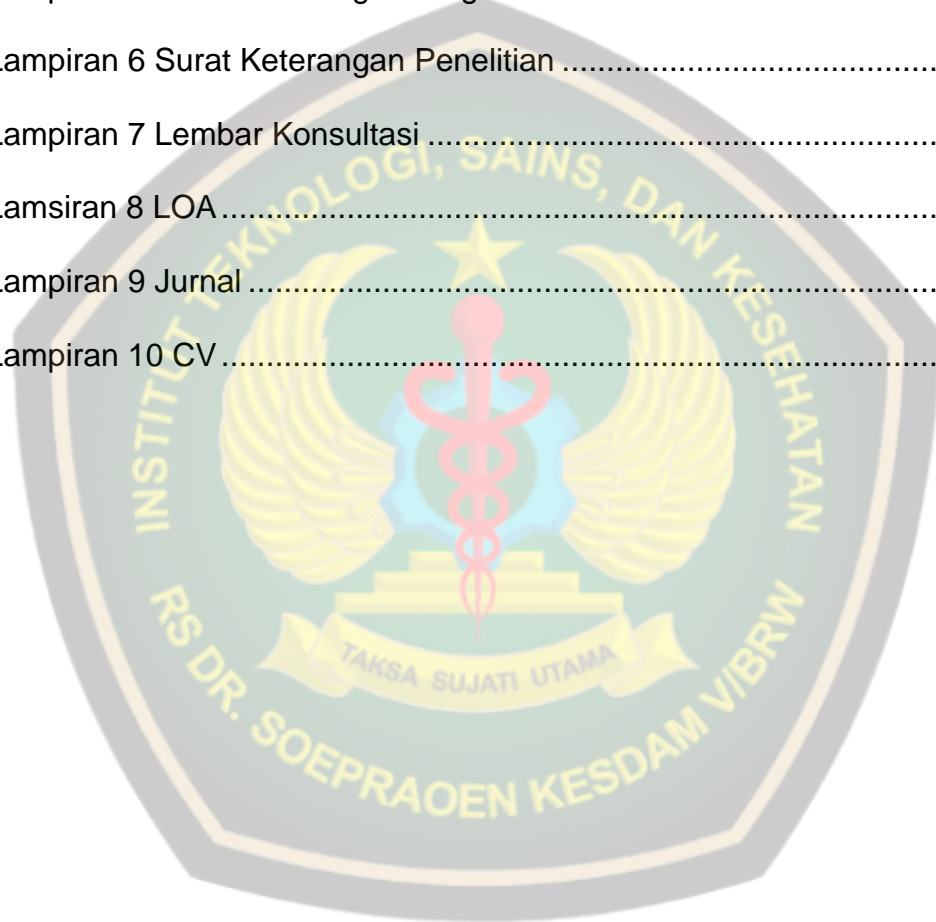 Lampiran 6 Surat Keterangan Penelitian ........................................
Lampiran 7 Lembar Konsultasi .......................................................
Lamsiran 8 LOA ..............................................................................
Lampiran 9 Jurnal ...........................................................................
Lampiran 10 CV ..............................................................................
INSTITUT TEKNOLOGI, SAINS, DAN KESEHATAN
TAKSA SUJATI UTAMA
RS DR. SOEPRAOEN KESDAM V/BRW